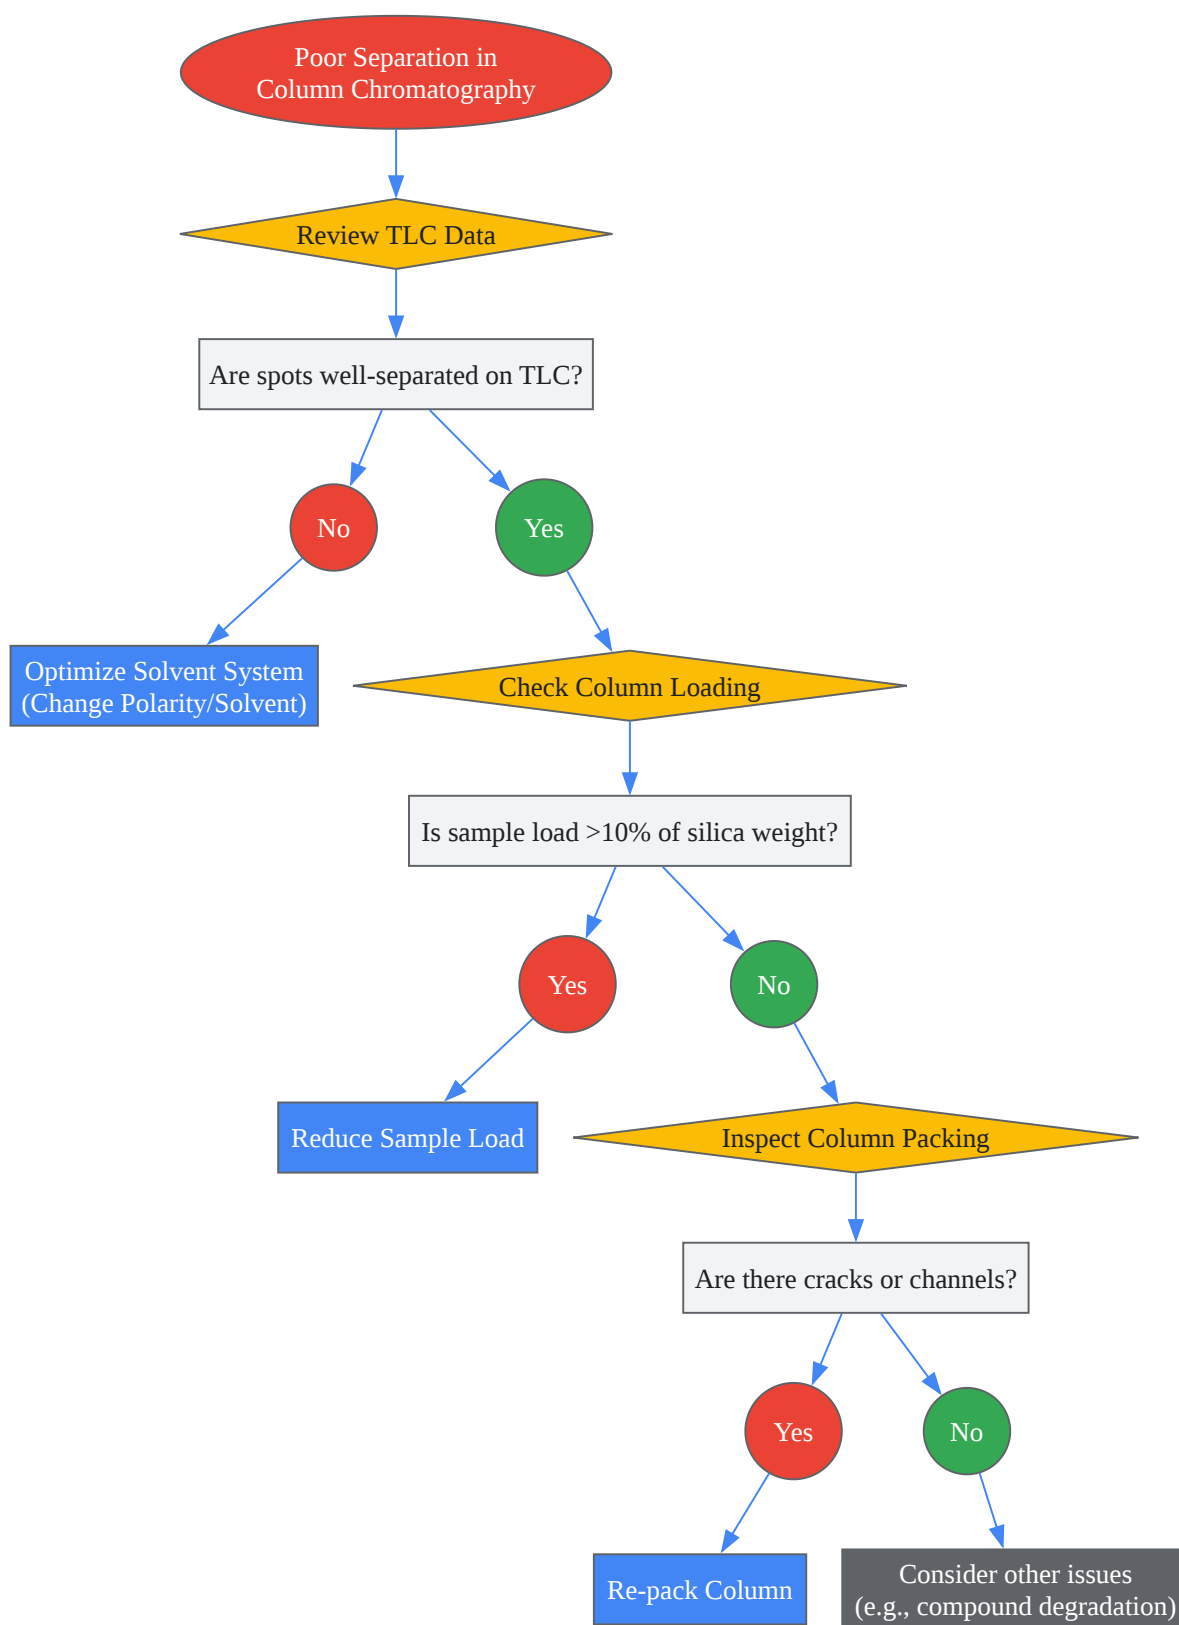 Poor Separation in
Column Chromatography
Review TLC Data
Are spots well-separated on TLC?
No
Yes
Optimize Solvent System
(Change Polarity/Solvent)
Check Column Loading
Is sample load >10% of silica weight?
Yes
No
Reduce Sample Load
Inspect Column Packing
Are there cracks or channels?
Yes
No
Re-pack Column
Consider other issues
(e.g., compound degradation)